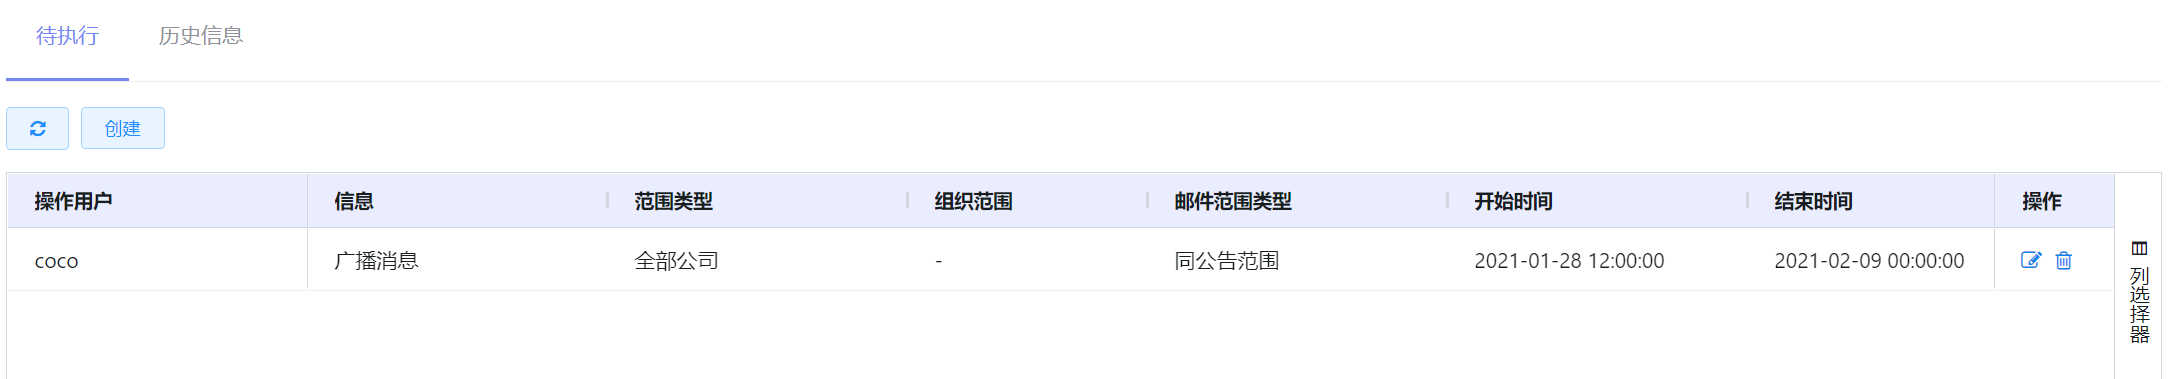 待执行 历史信息
创建
操作用户 信息 范围类型 组织范围 邮件范围类型 开始时间 结束时间 操作
coco 广播消息 全部公司 - 同公告范围 2021-01-28 12:00:00 2021-02-09 00:00:00
列选择器